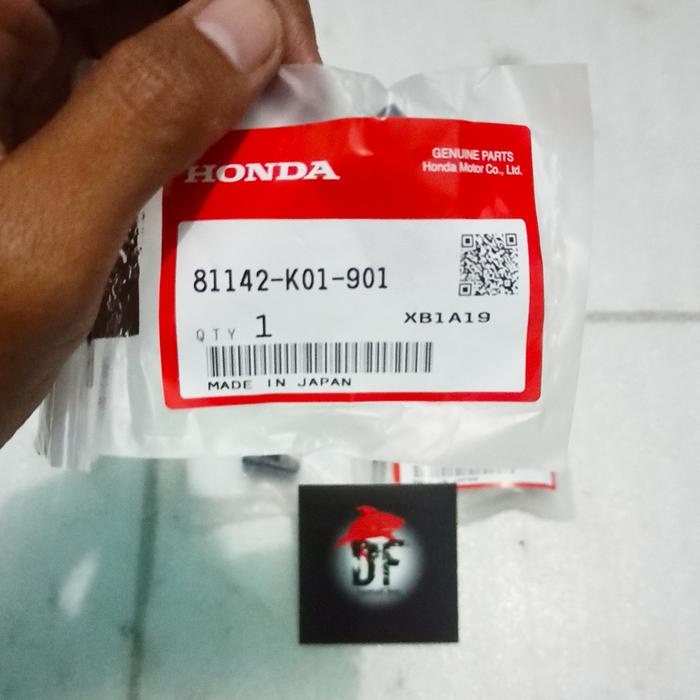 HONDA
GENUINE PARTS
Honda Motor Co., Ltd.
81142-K01-901
XB1A19
QTY 1
MADE IN JAPAN
DF